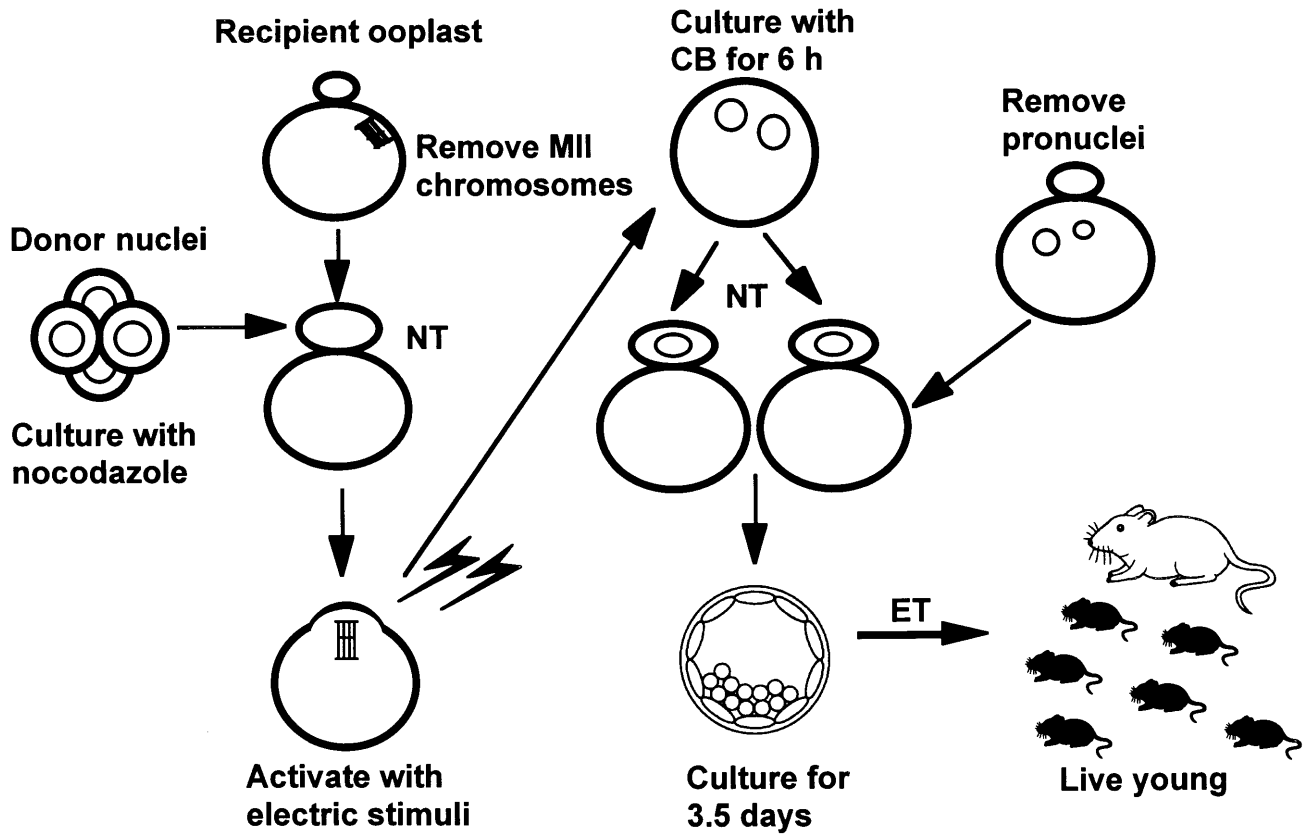 Recipient ooplast
Remove MII
chromosomes
Donor nuclei
NT
Culture with
nocodazole
Activate with
electric stimuli
Culture with
CB for 6 h
Remove
pronuclei
NT
Culture for
3.5 days
ET
Live young